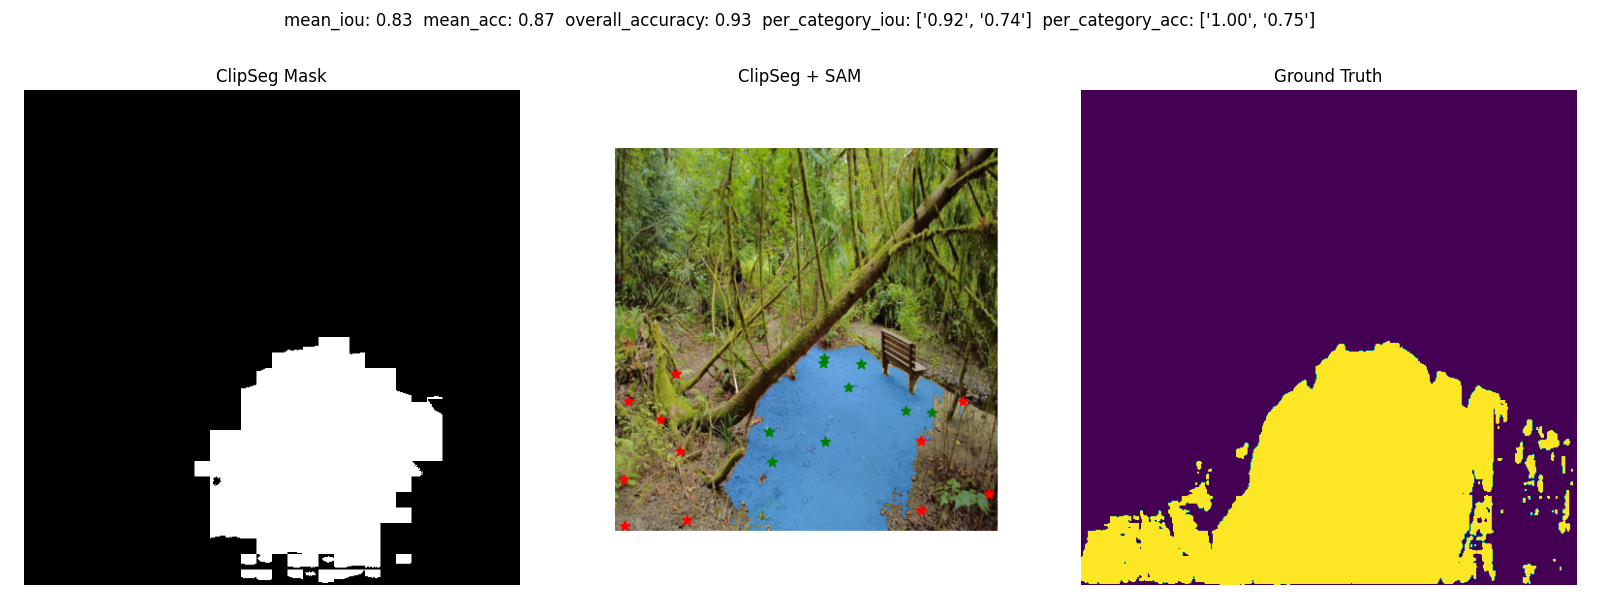 mean_iou: 0.83  mean_acc: 0.87  overall_accuracy: 0.93  per_category_iou: ['0.92', '0.74']  per_category_acc: ['1.00', '0.75']
ClipSeg Mask
ClipSeg + SAM
Ground Truth